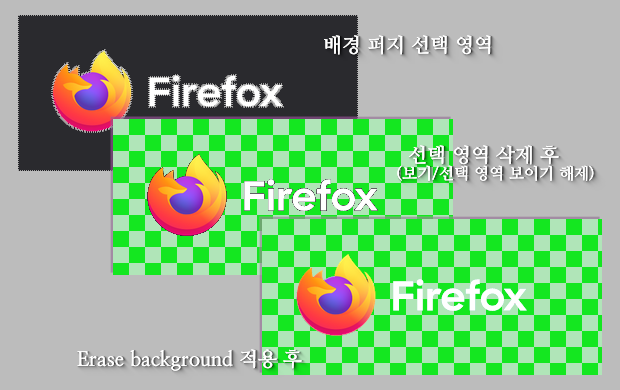 배경 퍼지 선택 영역
Firefox
선택 영역 삭제 후
(보기/선택 영역 보이기 해제)
Firefox
Firefox
Erase background 적용 후